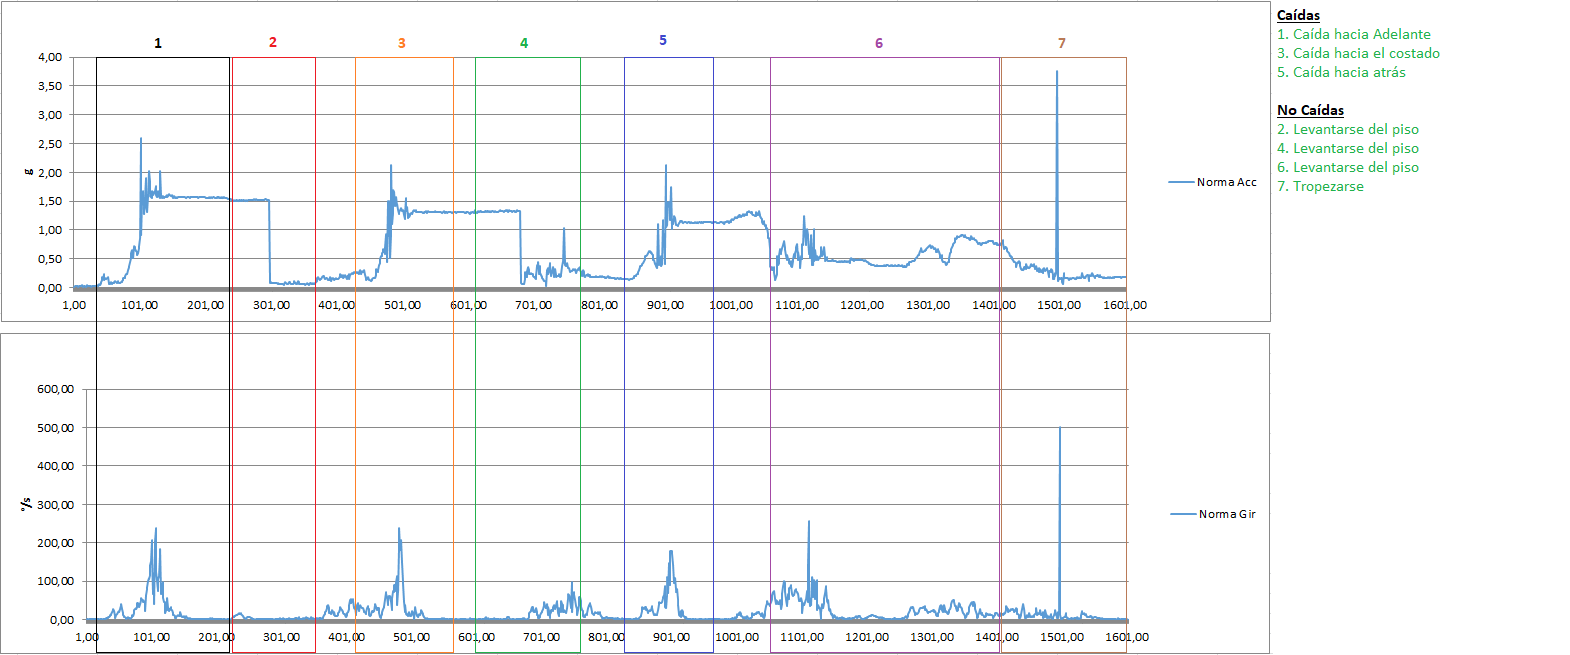 1 2 3 4 5 6 7
4,00
3,50
3,00
2,50
2,00
1,50
1,00
0,50
0,00
g
1,00 101,00 201,00 301,00 401,00 501,00 601,00 701,00 801,00 901,00 1001,00 1101,00 1201,00 1301,00 1401,00 1501,00 1601,00
Norma Acc
600,00
500,00
400,00
300,00
200,00
100,00
0,00
°/s
1,00 101,00 201,00 301,00 401,00 501,00 601,00 701,00 801,00 901,00 1001,00 1101,00 1201,00 1301,00 1401,00 1501,00 1601,00
Norma Gir
Caídas
1. Caída hacia Adelante
3. Caída hacia el costado
5. Caída hacia atrás
No Caídas
2. Levantarse del piso
4. Levantarse del piso
6. Levantarse del piso
7. Tropezarse